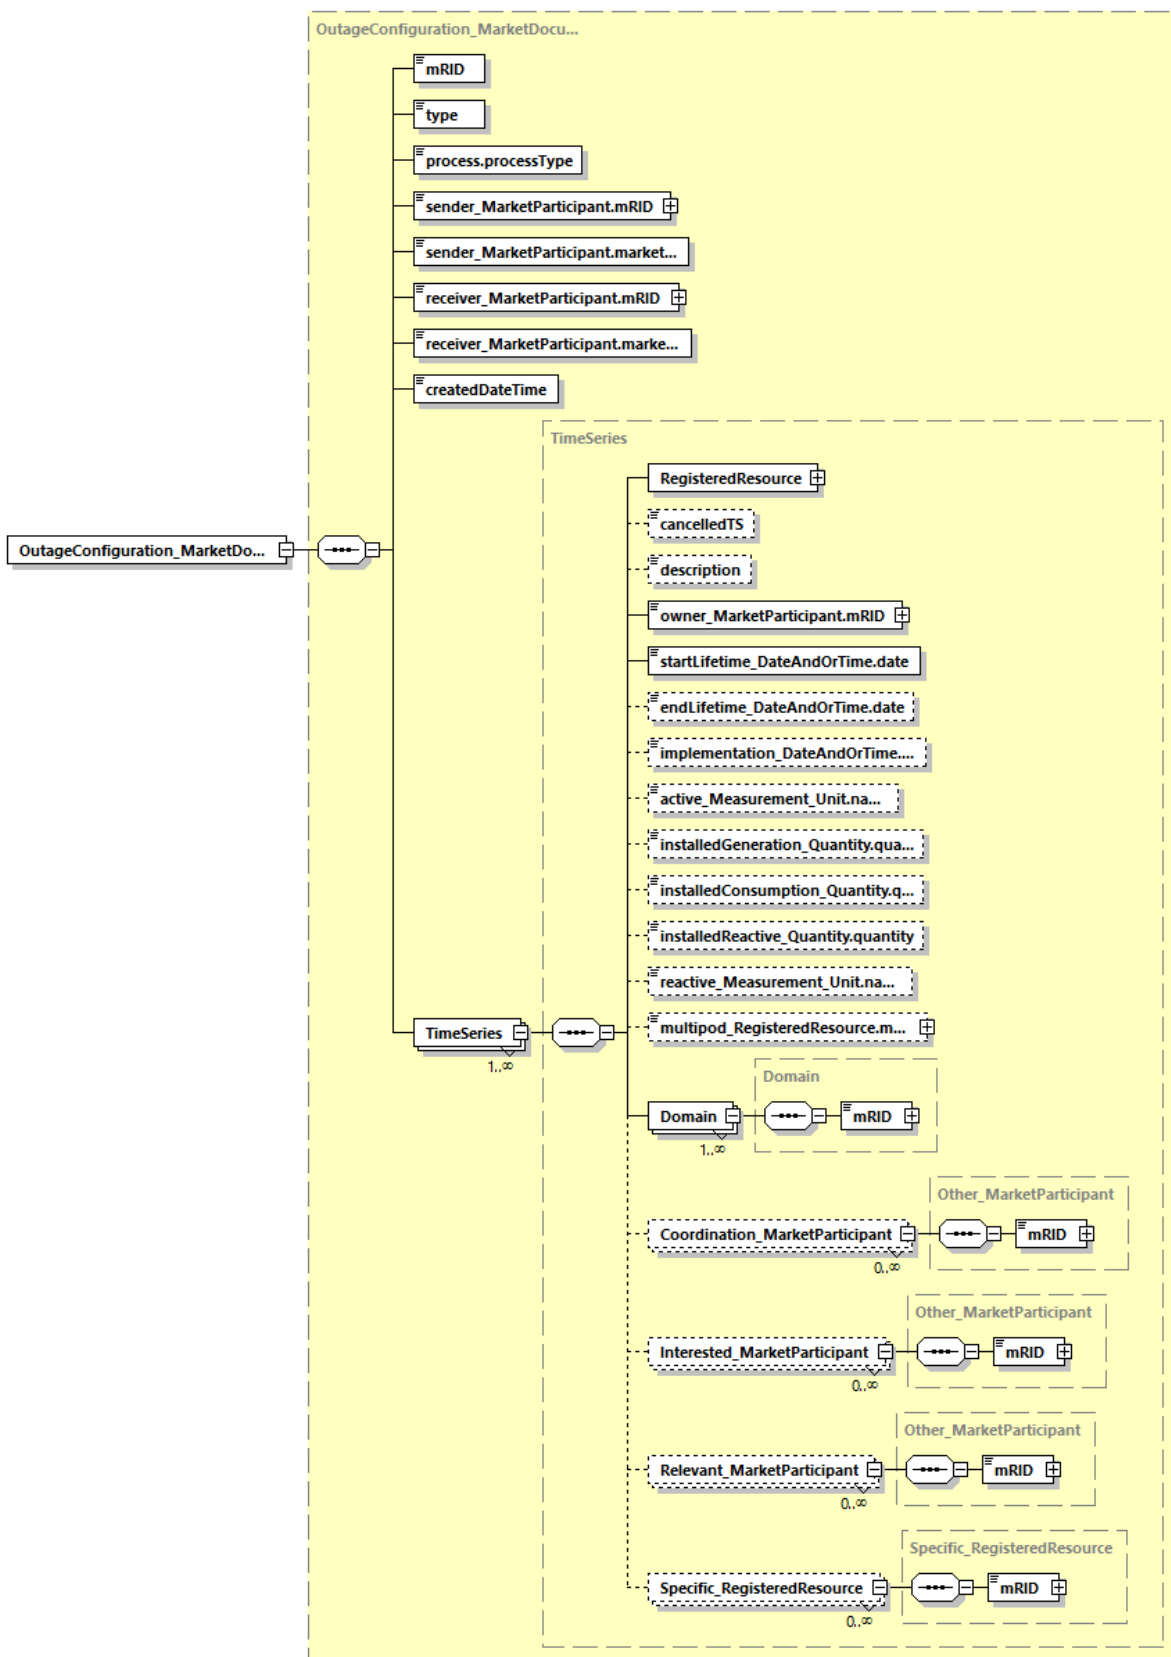 OutageConfiguration_MarketDocu...
mRID
type
process.processType
sender_MarketParticipant.mRID
sender_MarketParticipant.market...
receiver_MarketParticipant.mRID
receiver_MarketParticipant.marke...
createdDateTime
TimeSeries
RegisteredResource
cancelledTS
OutageConfiguration_MarketDo...
description
owner_MarketParticipant.mRID
startLifetime_DateAndOrTime.date
endLifetime_DateAndOrTime.date
implementation_DateAndOrTime....
active_Measurement_Unit.na...
installedGeneration_Quantity.qua...
installedConsumption_Quantity.q...
installedReactive_Quantity.quantity
reactive_Measurement_Unit.na...
multipod_RegisteredResource.m...
TimeSeries
1..∞
Domain
Domain
mRID
1..∞
Other_MarketParticipant
Coordination_MarketParticipant
mRID
0..∞
Other_MarketParticipant
Interested_MarketParticipant
mRID
0..∞
Other_MarketParticipant
Relevant_MarketParticipant
mRID
0..∞
Specific_RegisteredResource
Specific_RegisteredResource
mRID
0..∞